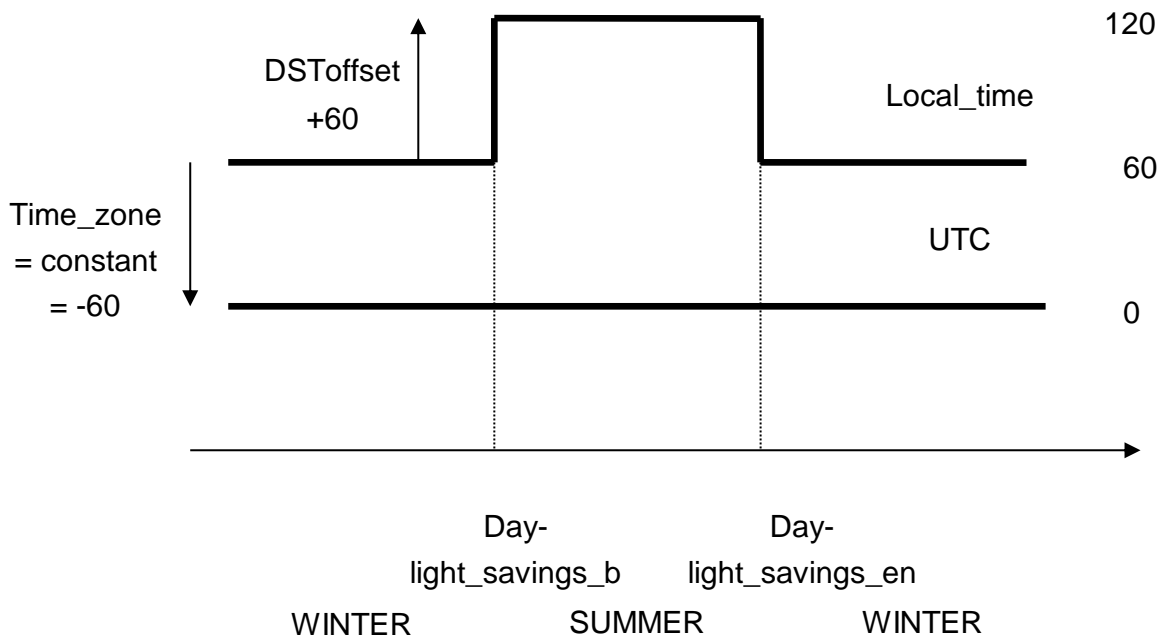 120
DSToffset
+60
Local_time
60
Time_zone
= constant
= -60
UTC
0
Day-
light_savings_b
Day-
light_savings_en
WINTER
SUMMER
WINTER